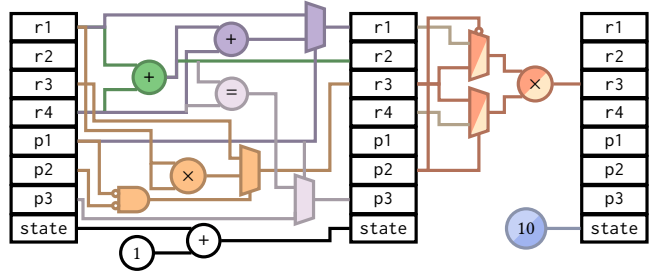 r1 r1 r1
r2 + + r2 r2
r3 = r3 × r3
r4 r4 r4
p1 p1 p1
p2 × p2 p2
p3 p3 p3
state 1 + state 10 state